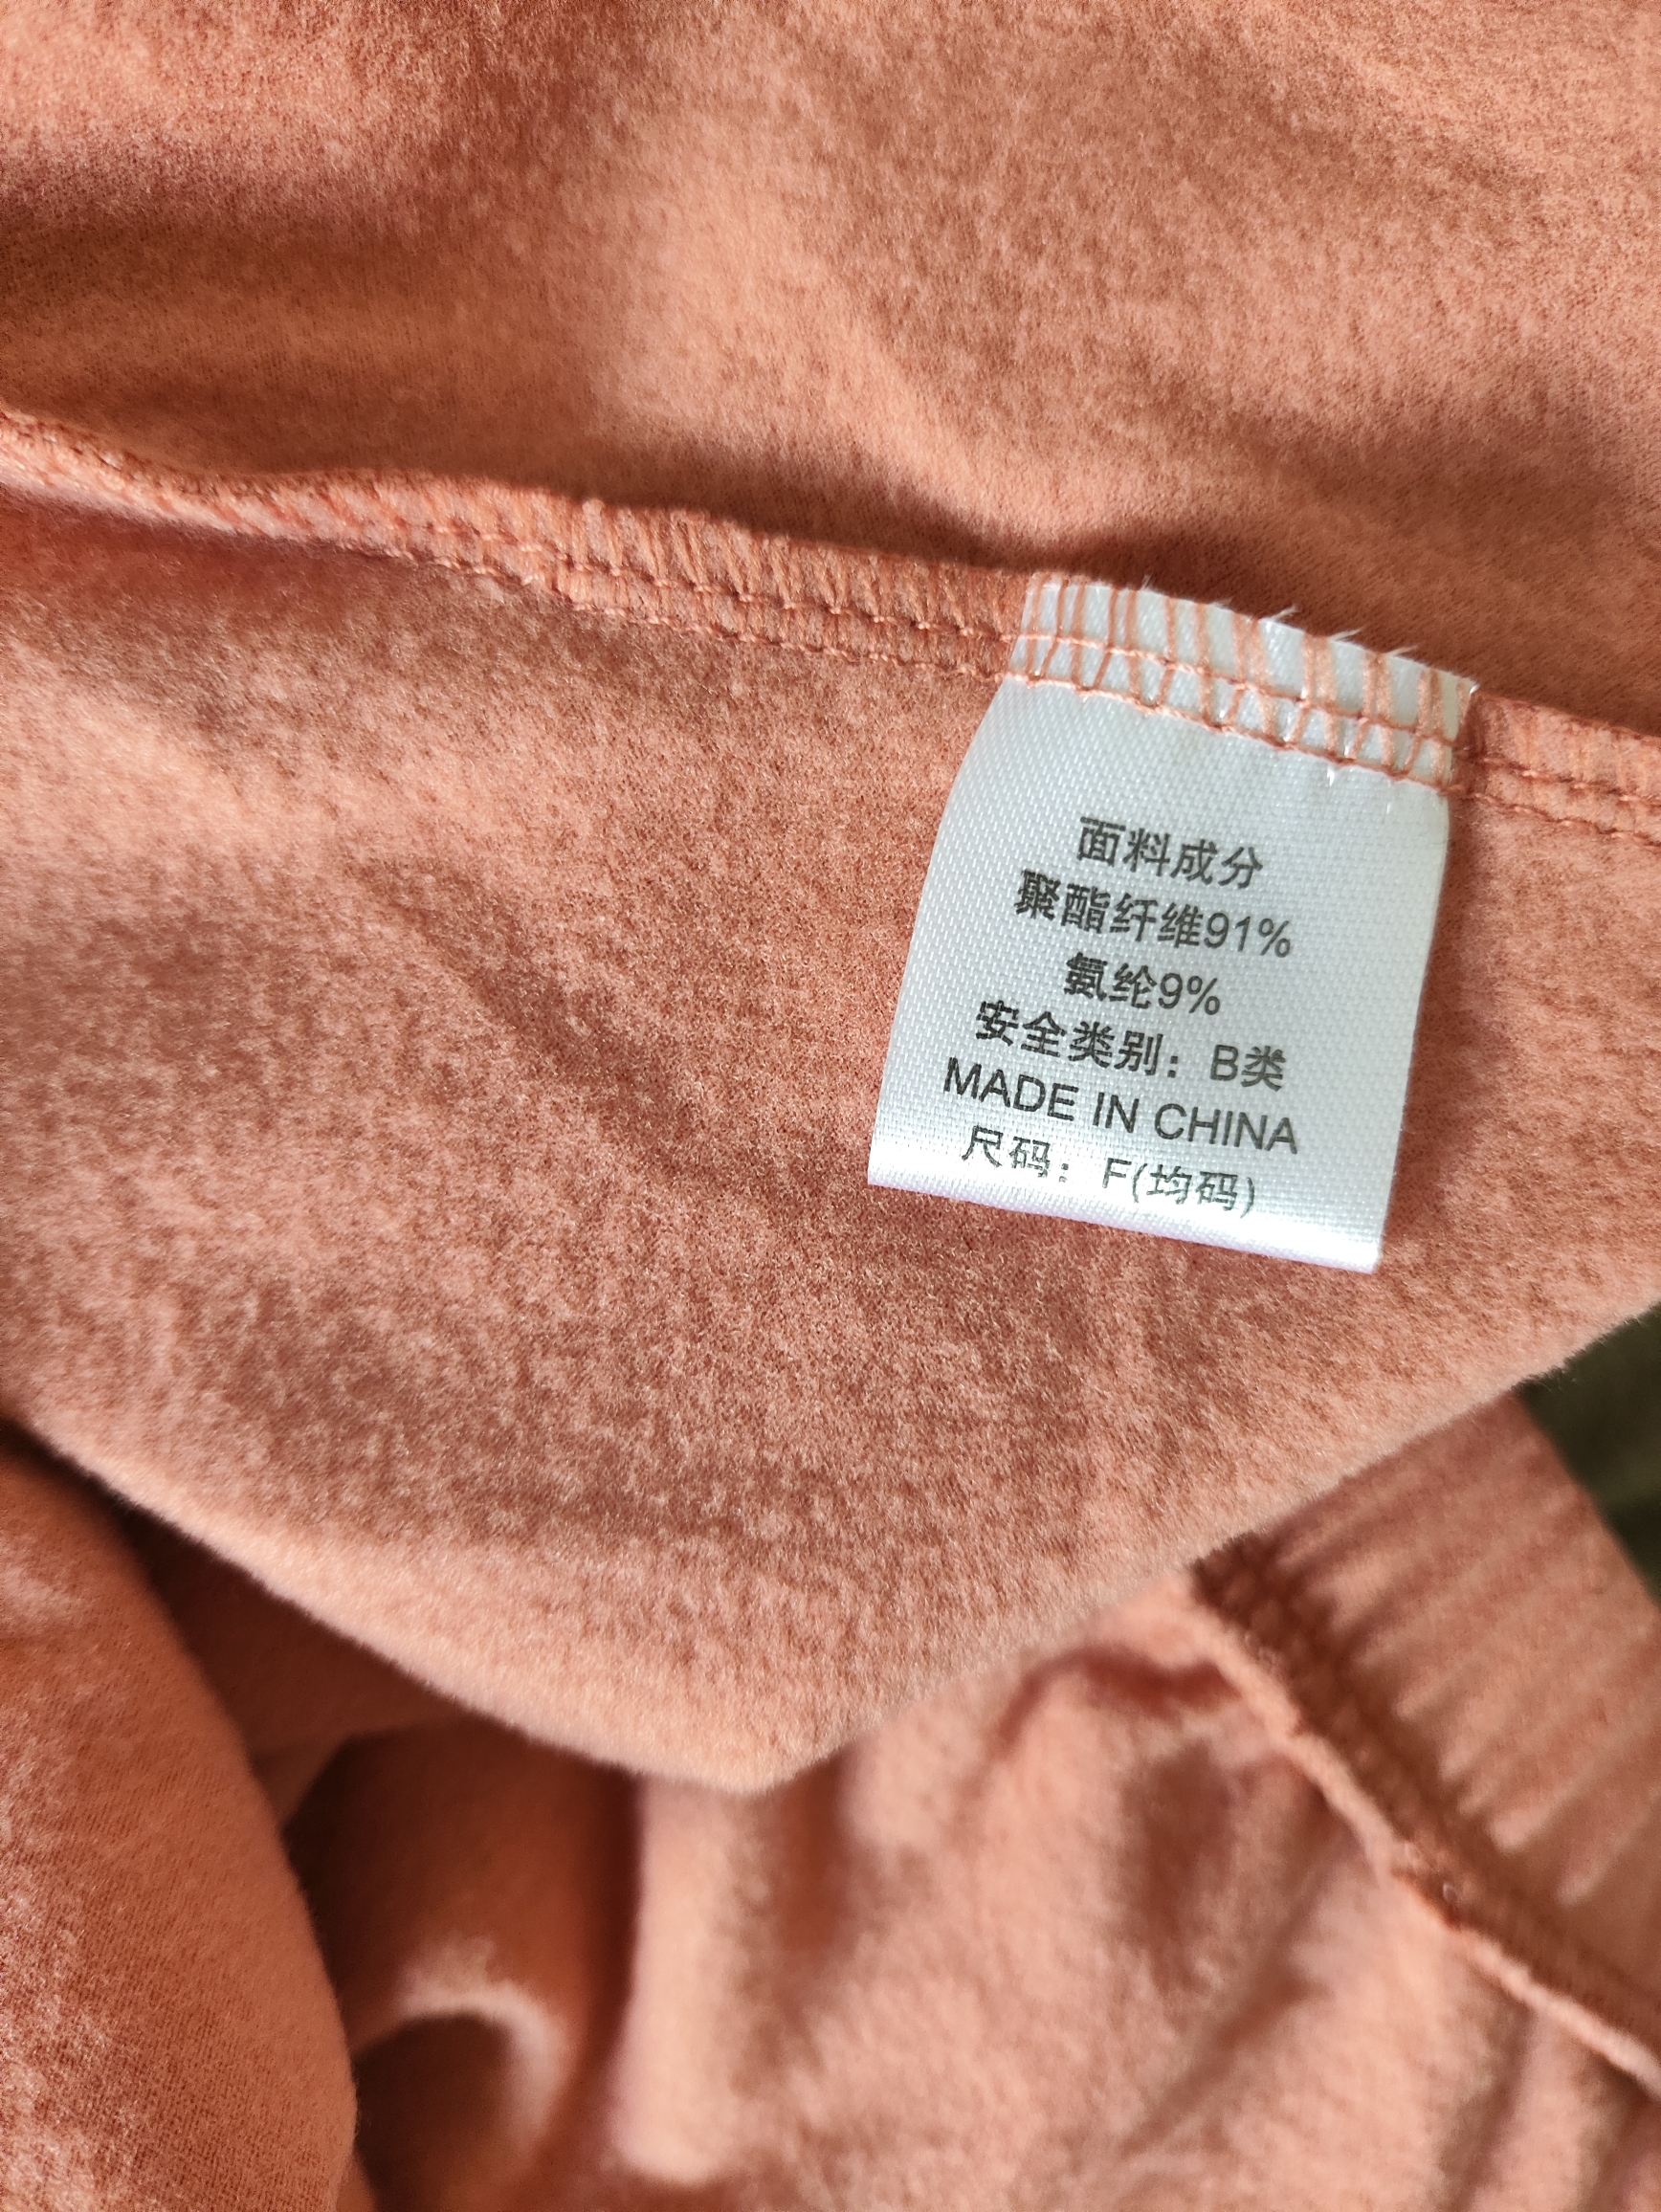 面料成分
聚酯纤维91%
氨纶9%
安全类别：B类
MADE IN CHINA
尺码：F(均码)